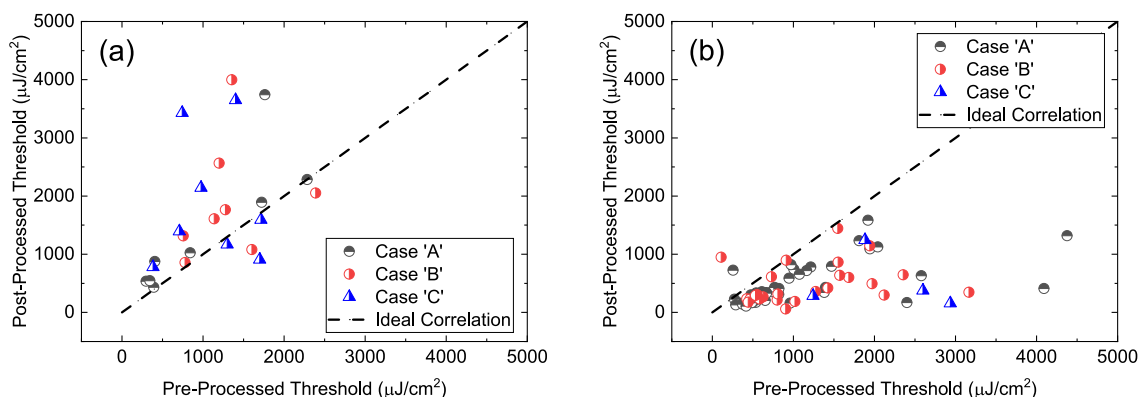 (a)
5000
4000
3000
2000
1000
0
Post-Processed Threshold (μJ/cm²)
Case 'A'
Case 'B'
Case 'C'
Ideal Correlation
0 1000 2000 3000 4000 5000
Pre-Processed Threshold (μJ/cm²)
(b)
5000
4000
3000
2000
1000
0
Post-Processed Threshold (μJ/cm²)
Case 'A'
Case 'B'
Case 'C'
Ideal Correlation
0 1000 2000 3000 4000 5000
Pre-Processed Threshold (μJ/cm²)